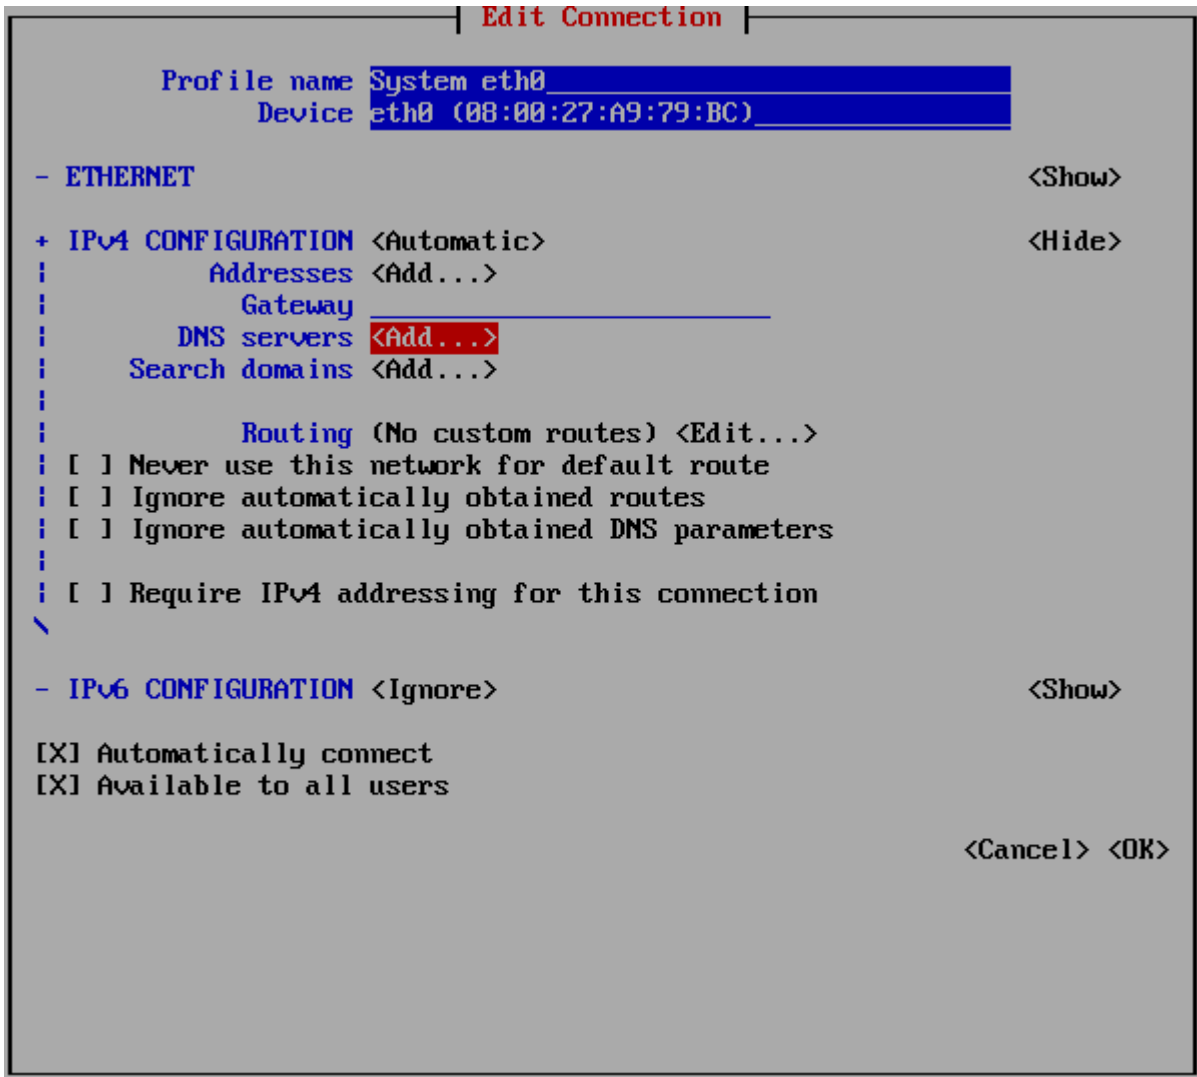 Edit Connection
Profile name System eth0
Device eth0 (08:00:27:A9:79:BC)
- ETHERNET <Show>
+ IPv4 CONFIGURATION <Automatic> <Hide>
Addresses <Add...>
Gateway
DNS servers <Add...>
Search domains <Add...>
Routing (No custom routes) <Edit...>
[ ] Never use this network for default route
[ ] Ignore automatically obtained routes
[ ] Ignore automatically obtained DNS parameters
[ ] Require IPv4 addressing for this connection
- IPv6 CONFIGURATION <Ignore> <Show>
[X] Automatically connect
[X] Available to all users
<Cancel> <OK>